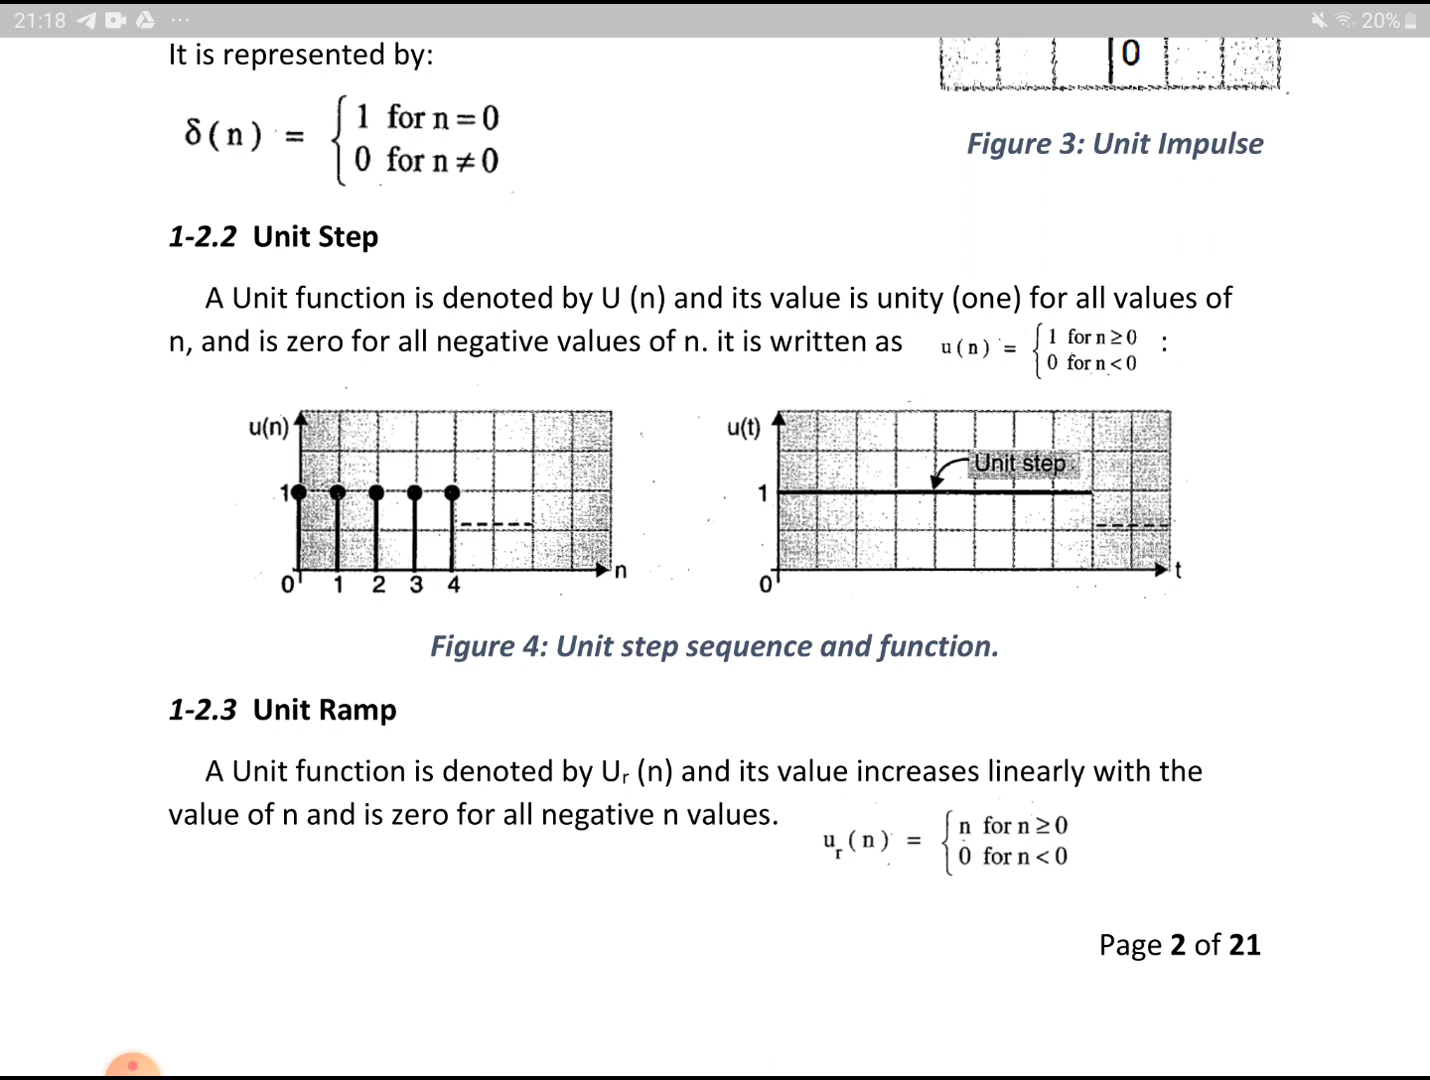 21:18 ... 20%
It is represented by:
0
δ(n) = { 1 for n = 0
0 for n ≠ 0
Figure 3: Unit Impulse
1-2.2 Unit Step
A Unit function is denoted by U (n) and its value is unity (one) for all values of
n, and is zero for all negative values of n. it is written as u(n) = { 1 for n ≥ 0 :
0 for n < 0
u(n)
1
0 1 2 3 4
n
u(t)
Unit step
1
0
t
Figure 4: Unit step sequence and function.
1-2.3 Unit Ramp
A Unit function is denoted by Uᵣ (n) and its value increases linearly with the
value of n and is zero for all negative n values.
uᵣ(n) = { n for n ≥ 0
0 for n < 0
Page 2 of 21